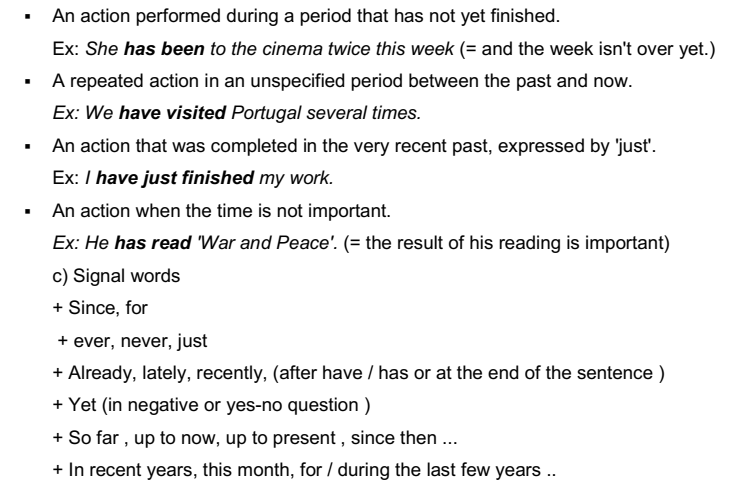 ▪ An action performed during a period that has not yet finished.
Ex: She has been to the cinema twice this week (= and the week isn't over yet.)
▪ A repeated action in an unspecified period between the past and now.
Ex: We have visited Portugal several times.
▪ An action that was completed in the very recent past, expressed by 'just'.
Ex: I have just finished my work.
▪ An action when the time is not important.
Ex: He has read 'War and Peace'. (= the result of his reading is important)
c) Signal words
+ Since, for
+ ever, never, just
+ Already, lately, recently, (after have / has or at the end of the sentence )
+ Yet (in negative or yes-no question )
+ So far , up to now, up to present , since then ...
+ In recent years, this month, for / during the last few years ..